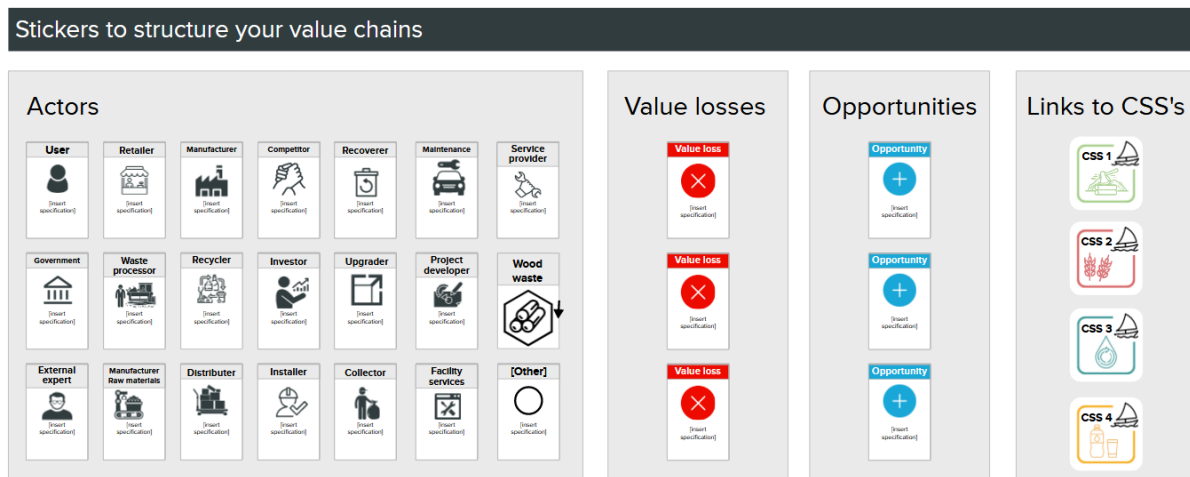 Stickers to structure your value chains
Actors
User
[insert
specification]
Retailer
[insert
specification]
Manufacturer
[insert
specification]
Competitor
[insert
specification]
Recoverer
[insert
specification]
Maintenance
[insert
specification]
Service
provider
[insert
specification]
Government
[insert
specification]
Waste
processor
[insert
specification]
Recycler
[insert
specification]
Investor
[insert
specification]
Upgrader
[insert
specification]
Project
developer
[insert
specification]
Wood
waste
External
expert
[insert
specification]
Manufacturer
Raw materials
[insert
specification]
Distributer
[insert
specification]
Installer
[insert
specification]
Collector
[insert
specification]
Facility
services
[insert
specification]
[Other]
[insert
specification]
Value losses
Value loss
[insert
specification]
Value loss
[insert
specification]
Value loss
[insert
specification]
Opportunities
Opportunity
[insert
specification]
Opportunity
[insert
specification]
Opportunity
[insert
specification]
Links to CSS's
CSS 1
CSS 2
CSS 3
CSS 4